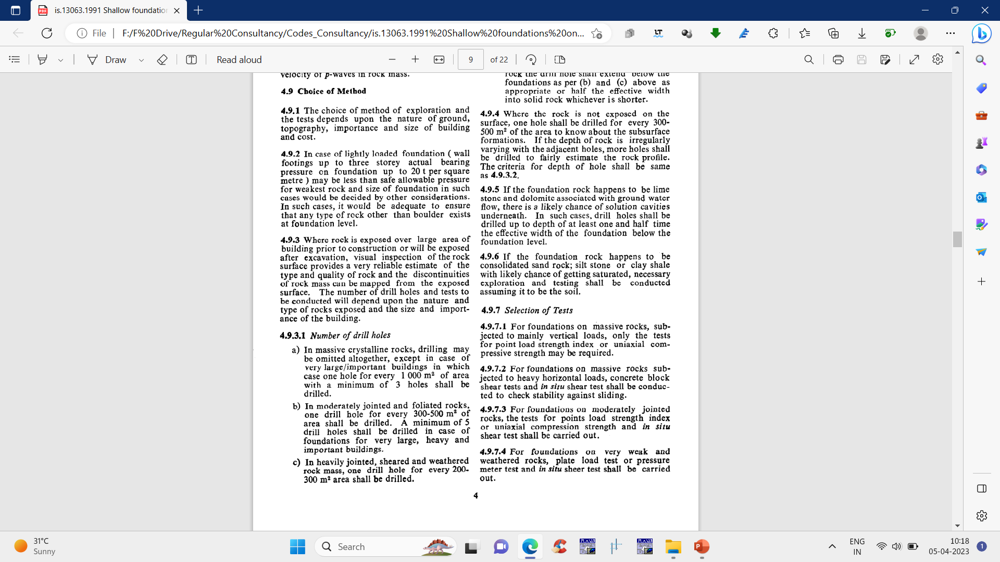 is.13063.1991 Shallow foundatio
File
F:/F%20Drive/Regular%20Consultancy/Codes_Consultancy/is.13063.1991%20Shallow%20foundations%20on...
Draw
Read aloud
9
of 22
velocity of p-waves in rock mass.
4.9 Choice of Method
4.9.1 The choice of method of exploration and
the tests depends upon the nature of ground,
topography, importance and size of building
and cost.
4.9.2 In case of lightly loaded foundation ( wall
footings up to three storey actual bearing
pressure on foundation up to 20 t per square
metre ) may be less than safe allowable pressure
for weakest rock and size of foundation in such
cases would be decided by other considerations.
In such cases, it would be adequate to ensure
that any type of rock other than boulder exists
at foundation level.
4.9.3 Where rock is exposed over large area of
building prior to construction or will be exposed
after excavation, visual inspection of the rock
surface provides a very reliable estimate of the
type and quality of rock and the discontinuities
of rock mass can be mapped from the exposed
surface. The number of drill holes and tests to
be conducted will depend upon the nature and
type of rocks exposed and the size and import-
ance of the building.
4.9.3.1 Number of drill holes
a) In massive crystalline rocks, drilling may
be omitted altogether, except in case of
very large/important buildings in which
case one hole for every 1 000 m² of area
with a minimum of 3 holes shall be
drilled.
b) In moderately jointed and foliated rocks,
one drill hole for every 300-500 m² of
area shall be drilled. A minimum of 5
drill holes shall be drilled in case of
foundations for very large, heavy and
important buildings.
c) In heavily jointed, sheared and weathered
rock mass, one drill hole for every 200-
300 m² area shall be drilled.
rock the drill hole shall extend below the
foundations as per (b) and (c) above as
appropriate or half the effective width
into solid rock whichever is shorter.
4.9.4 Where the rock is not exposed on the
surface, one hole shall be drilled for every 300-
500 m² of the area to know about the subsurface
formations. If the depth of rock is irregularly
varying with the adjacent holes, more holes shall
be drilled to fairly estimate the rock profile.
The criteria for depth of hole shall be same
as 4.9.3.2.
4.9.5 If the foundation rock happens to be lime
stone and dolomite associated with ground water
flow, there is a likely chance of solution cavities
underneath. In such cases, drill holes shall be
drilled up to depth of at least one and half time
the effective width of the foundation below the
foundation level.
4.9.6 If the foundation rock happens to be
consolidated sand rock; silt stone or clay shale
with likely chance of getting saturated, necessary
exploration and testing shall be conducted
assuming it to be the soil.
4.9.7 Selection of Tests
4.9.7.1 For foundations on massive rocks, sub-
jected to mainly vertical loads, only the tests
for point load strength index or uniaxial com-
pressive strength may be required.
4.9.7.2 For foundations on massive rocks sub-
jected to heavy horizontal loads, concrete block
shear tests and in situ shear test shall be conduc-
ted to check stability against sliding.
4.9.7.3 For foundations on moderately jointed
rocks, the tests for points load strength index
or uniaxial compression strength and in situ
shear test shall be carried out.
4.9.7.4 For foundations on very weak and
weathered rocks, plate load test or pressure
meter test and in situ sheer test shall be carried
out.
4
31°C
Sunny
Search
ENG
IN
10:18
05-04-2023
1